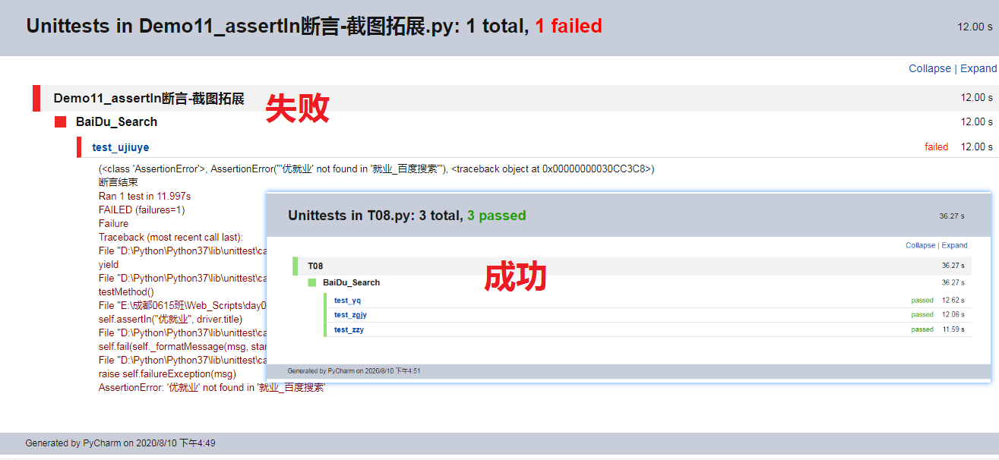 Unittests in Demo11_assertIn断言-截图拓展.py: 1 total, 1 failed 12.00 s
Collapse | Expand
Demo11_assertIn断言-截图拓展 12.00 s
失败
BaiDu_Search 12.00 s
test_ujiuye failed 12.00 s
(<class 'AssertionError'>, AssertionError("'优就业' not found in '就业_百度搜索'"), <traceback object at 0x00000000030CC3C8>)
断言结束
Ran 1 test in 11.997s
FAILED (failures=1)
Failure
Traceback (most recent call last):
File "D:\Python\Python37\lib\unittest\ca
yield
File "D:\Python\Python37\lib\unittest\ca
testMethod()
File "E:\成都0615班\Web_Scripts\day0
self.assertIn("优就业", driver.title)
File "D:\Python\Python37\lib\unittest\ca
self.fail(self._formatMessage(msg, stan
File "D:\Python\Python37\lib\unittest\ca
raise self.failureException(msg)
AssertionError: '优就业' not found in '就业_百度搜索'
Unittests in T08.py: 3 total, 3 passed 36.27 s
Collapse | Expand
T08 36.27 s
成功
BaiDu_Search 36.27 s
test_yq passed 12.62 s
test_zgjy passed 12.06 s
test_zzy passed 11.59 s
Generated by PyCharm on 2020/8/10 下午4:51
Generated by PyCharm on 2020/8/10 下午4:49